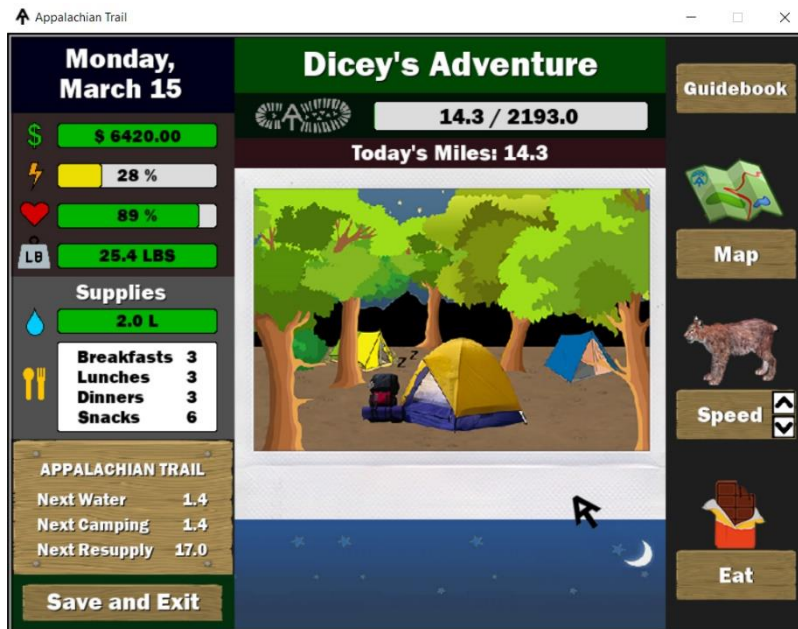 Appalachian Trail
Monday,
March 15
$ 6420.00
28 %
89 %
LB
25.4 LBS
Supplies
2.0 L
Breakfasts 3
Lunches 3
Dinners 3
Snacks 6
APPALACHIAN TRAIL
Next Water 1.4
Next Camping 1.4
Next Resupply 17.0
Save and Exit
Dicey's Adventure
14.3 / 2193.0
Today's Miles: 14.3
z z
Guidebook
Map
Speed
Eat